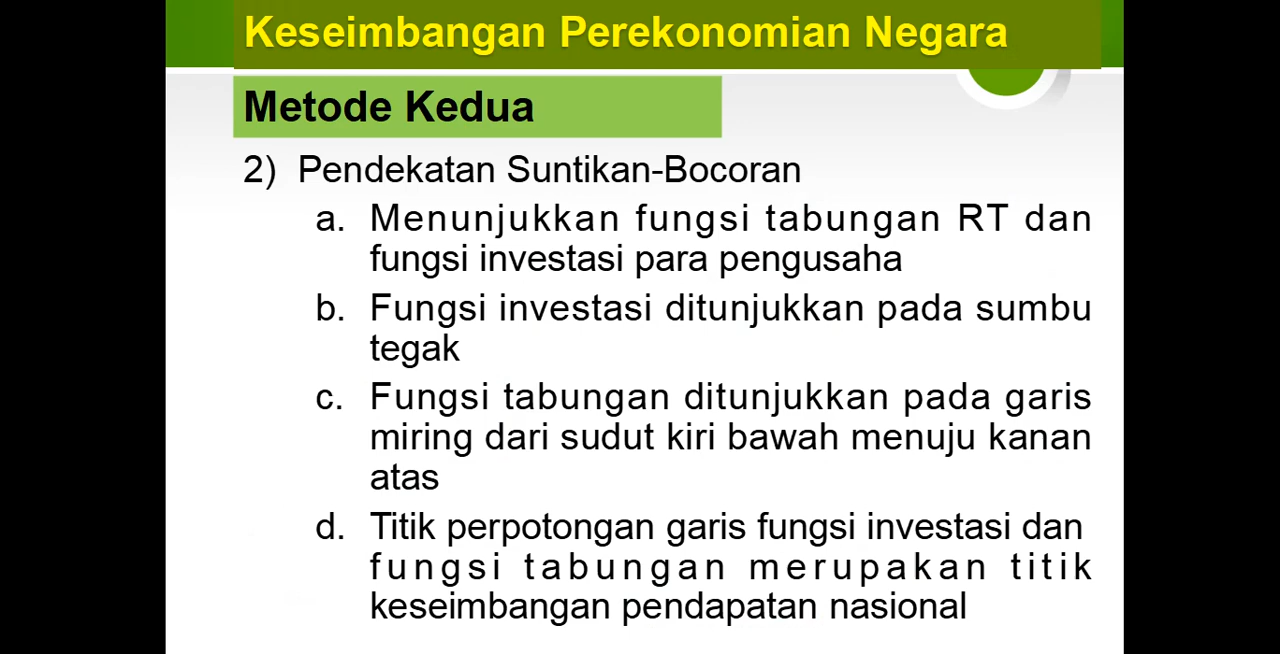 Keseimbangan Perekonomian Negara
Metode Kedua
2) Pendekatan Suntikan-Bocoran
a. Menunjukkan fungsi tabungan RT dan
fungsi investasi para pengusaha
b. Fungsi investasi ditunjukkan pada sumbu
tegak
c. Fungsi tabungan ditunjukkan pada garis
miring dari sudut kiri bawah menuju kanan
atas
d. Titik perpotongan garis fungsi investasi dan
fungsi tabungan merupakan titik
keseimbangan pendapatan nasional